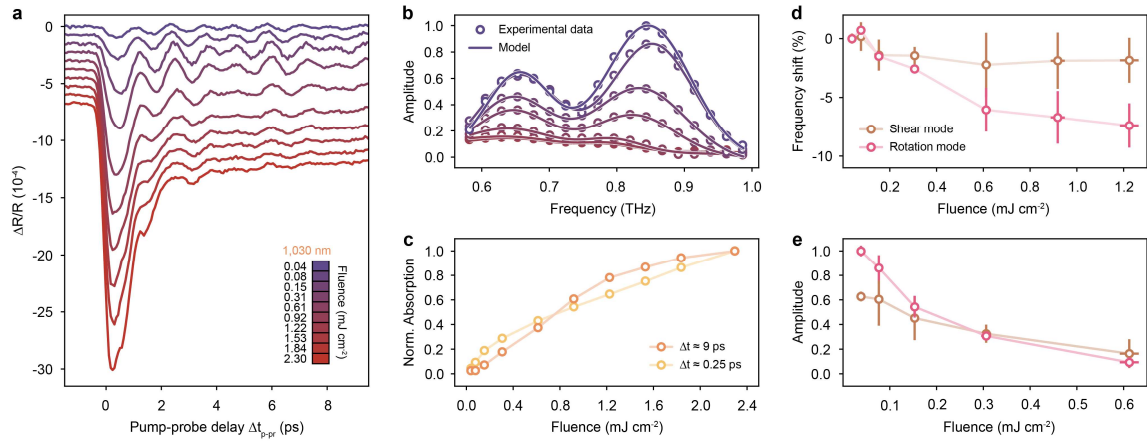 a
ΔR/R (10⁻⁴)
0
-5
-10
-15
-20
-25
-30
0
2
4
6
8
Pump-probe delay Δt_p-pr (ps)
1,030 nm
0.04
0.08
0.15
0.31
0.61
0.92
1.22
1.53
1.84
2.30
Fluence (mJ cm⁻²)
b
Experimental data
Model
Amplitude
1.0
0.8
0.6
0.4
0.2
0.0
0.6
0.7
0.8
0.9
1.0
Frequency (THz)
c
Norm. Absorption
1.0
0.8
0.6
0.4
0.2
0.0
Δt ≈ 9 ps
Δt ≈ 0.25 ps
0.0
0.4
0.8
1.2
1.6
2.0
2.4
Fluence (mJ cm⁻²)
d
Frequency shift (%)
0
-5
-10
Shear mode
Rotation mode
0.2
0.4
0.6
0.8
1.0
1.2
Fluence (mJ cm⁻²)
e
Amplitude
1.0
0.8
0.6
0.4
0.2
0.0
0.1
0.2
0.3
0.4
0.5
0.6
Fluence (mJ cm⁻²)